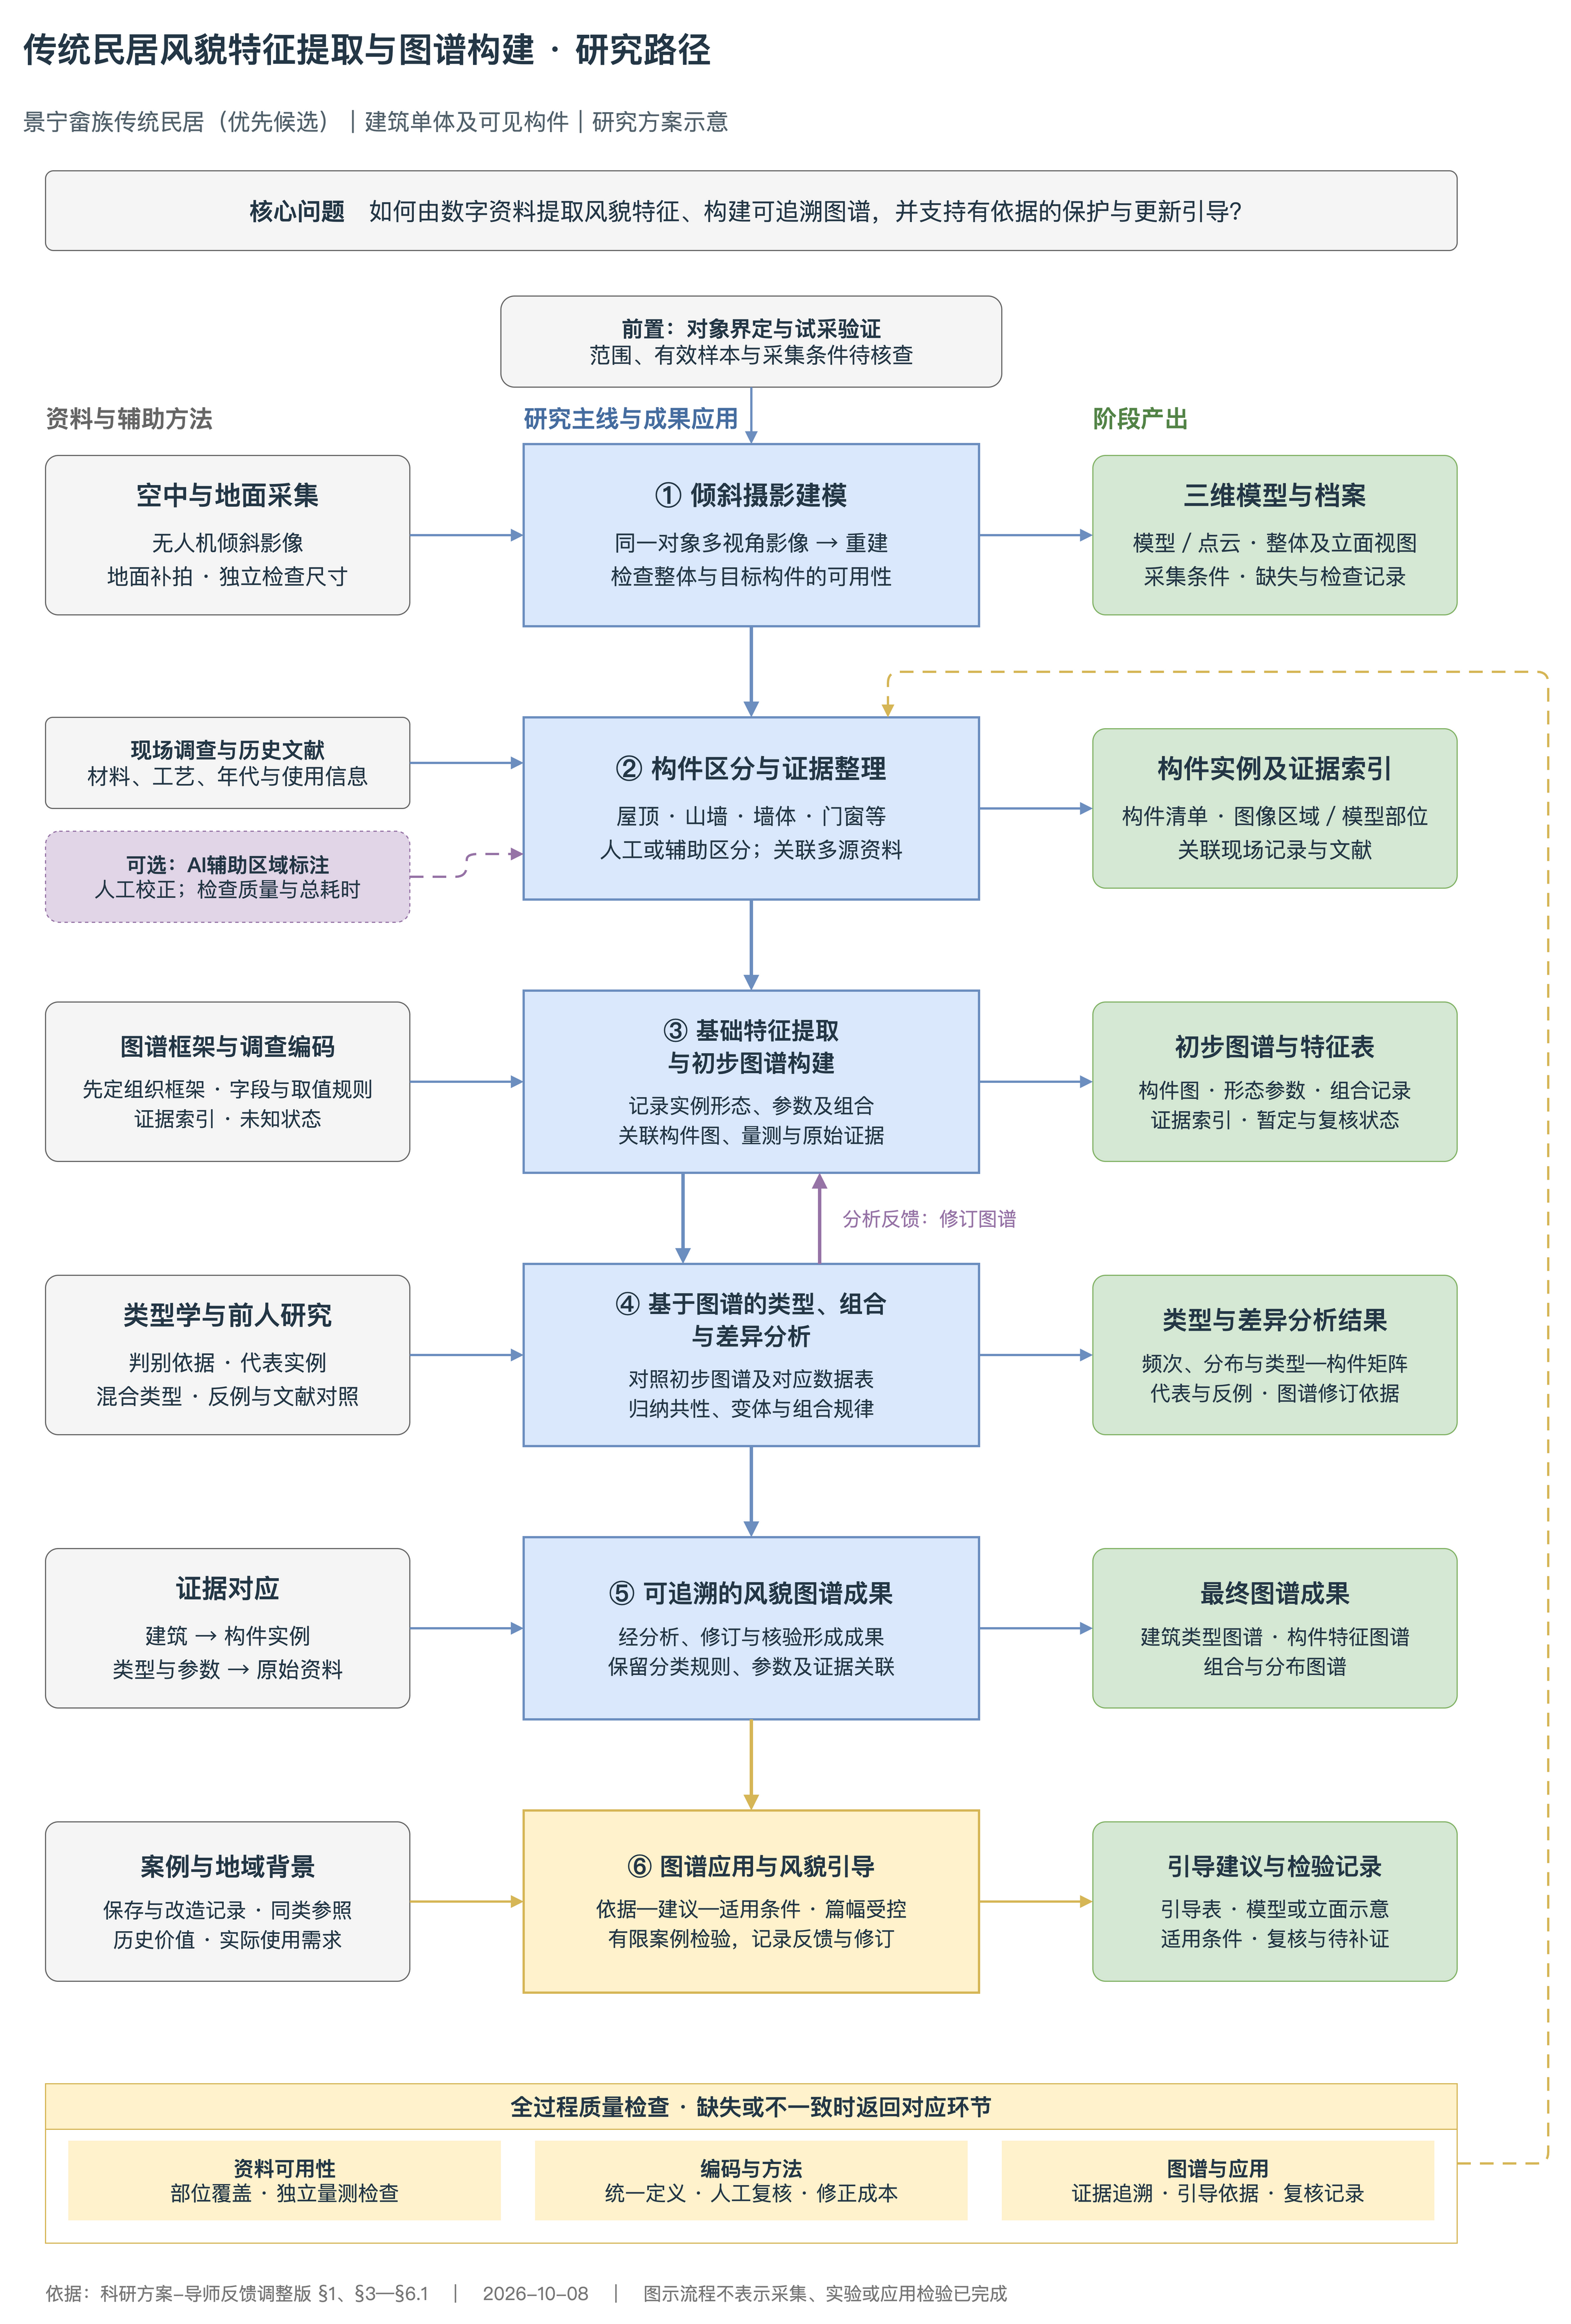 传统民居风貌特征提取与图谱构建 · 研究路径
景宁畲族传统民居（优先候选）｜建筑单体及可见构件｜研究方案示意
核心问题 如何由数字资料提取风貌特征、构建可追溯图谱，并支持有依据的保护与更新引导？
前置：对象界定与试采验证
范围、有效样本与采集条件待核查
资料与辅助方法
研究主线与成果应用
阶段产出
空中与地面采集
无人机倾斜影像
地面补拍 · 独立检查尺寸
① 倾斜摄影建模
同一对象多视角影像 → 重建
检查整体与目标构件的可用性
三维模型与档案
模型 / 点云 · 整体及立面视图
采集条件 · 缺失与检查记录
现场调查与历史文献
材料、工艺、年代与使用信息
可选：AI辅助区域标注
人工校正；检查质量与总耗时
② 构件区分与证据整理
屋顶 · 山墙 · 墙体 · 门窗等
人工或辅助区分；关联多源资料
构件实例及证据索引
构件清单 · 图像区域 / 模型部位
关联现场记录与文献
图谱框架与调查编码
先定组织框架 · 字段与取值规则
证据索引 · 未知状态
③ 基础特征提取
与初步图谱构建
记录实例形态、参数及组合
关联构件图、量测与原始证据
初步图谱与特征表
构件图 · 形态参数 · 组合记录
证据索引 · 暂定与复核状态
分析反馈：修订图谱
类型学与前人研究
判别依据 · 代表实例
混合类型 · 反例与文献对照
④ 基于图谱的类型、组合
与差异分析
对照初步图谱及对应数据表
归纳共性、变体与组合规律
类型与差异分析结果
频次、分布与类型—构件矩阵
代表与反例 · 图谱修订依据
证据对应
建筑 → 构件实例
类型与参数 → 原始资料
⑤ 可追溯的风貌图谱成果
经分析、修订与核验形成成果
保留分类规则、参数及证据关联
最终图谱成果
建筑类型图谱 · 构件特征图谱
组合与分布图谱
案例与地域背景
保存与改造记录 · 同类参照
历史价值 · 实际使用需求
⑥ 图谱应用与风貌引导
依据—建议—适用条件 · 篇幅受控
有限案例检验，记录反馈与修订
引导建议与检验记录
引导表 · 模型或立面示意
适用条件 · 复核与待补证
全过程质量检查 · 缺失或不一致时返回对应环节
资料可用性
部位覆盖 · 独立量测检查
编码与方法
统一定义 · 人工复核 · 修正成本
图谱与应用
证据追溯 · 引导依据 · 复核记录
依据：科研方案–导师反馈调整版 §1、§3—§6.1 ｜ 2026–10–08 ｜ 图示流程不表示采集、实验或应用检验已完成